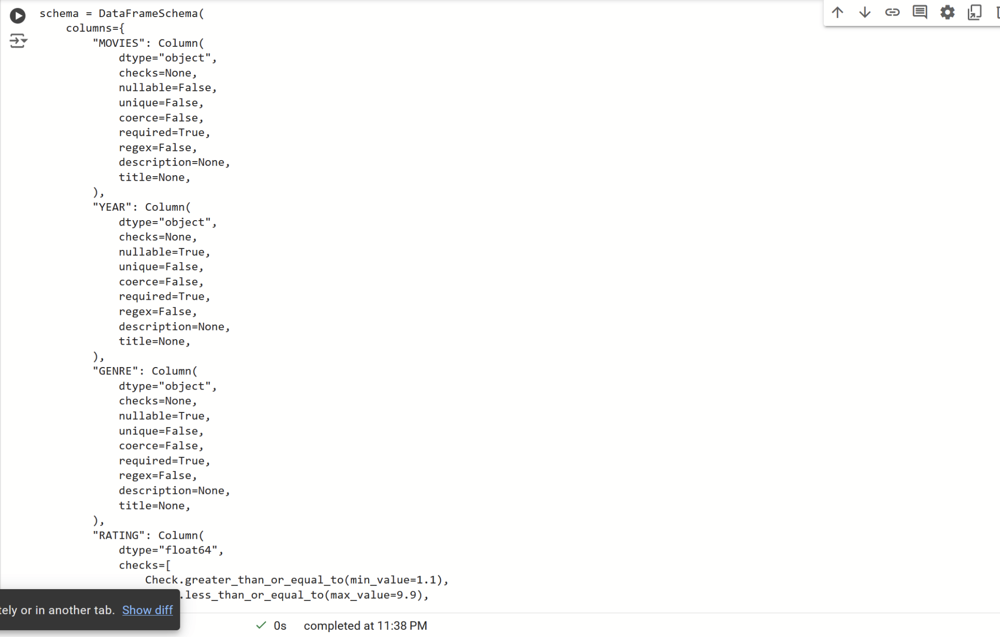 schema = DataFrameSchema(
    columns={
        "MOVIES": Column(
            dtype="object",
            checks=None,
            nullable=False,
            unique=False,
            coerce=False,
            required=True,
            regex=False,
            description=None,
            title=None,
        ),
        "YEAR": Column(
            dtype="object",
            checks=None,
            nullable=True,
            unique=False,
            coerce=False,
            required=True,
            regex=False,
            description=None,
            title=None,
        ),
        "GENRE": Column(
            dtype="object",
            checks=None,
            nullable=True,
            unique=False,
            coerce=False,
            required=True,
            regex=False,
            description=None,
            title=None,
        ),
        "RATING": Column(
            dtype="float64",
            checks=[
                Check.greater_than_or_equal_to(min_value=1.1),
                .less_than_or_equal_to(max_value=9.9),
or in another tab. Show diff
0s completed at 11:38 PM